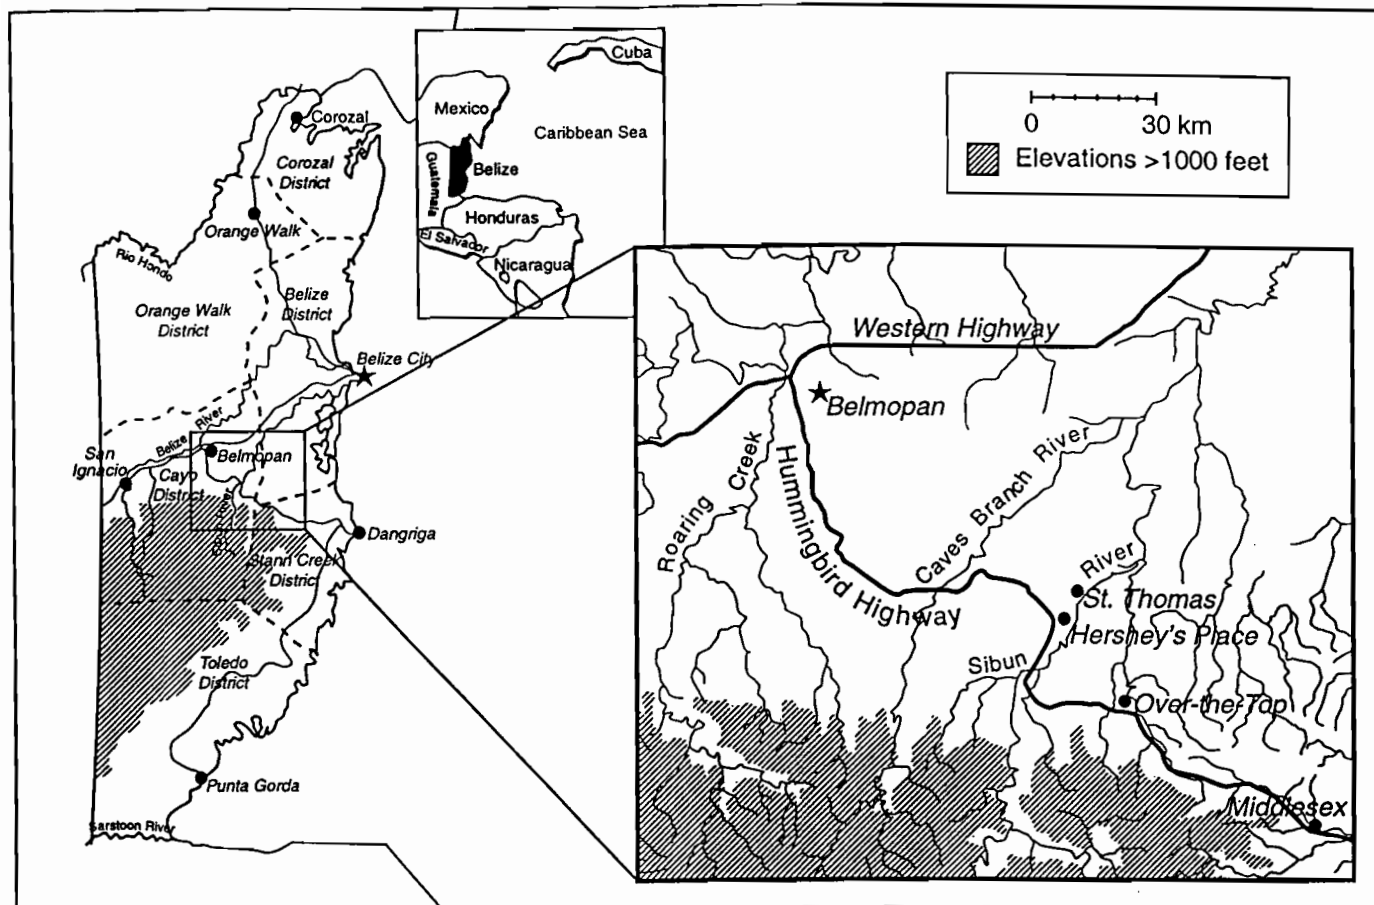 Cuba
Mexico
Caribbean Sea
Guatemala
Belize
Honduras
El Salvador
Nicaragua
0 30 km
Elevations >1000 feet
Corozal
Corozal
District
Orange Walk
Rio Hondo
Orange Walk
District
Belize
District
Belize City
Belize River
San
Ignacio
Belmopan
Cayo
District
Dangriga
Stann Creek
District
Toledo
District
Punta Gorda
Sarstoon River
Western Highway
Belmopan
Roaring Creek
Hummingbird Highway
Caves Branch River
Sibun River
St. Thomas
Hershey's Place
Over-the-Top
Middlesex